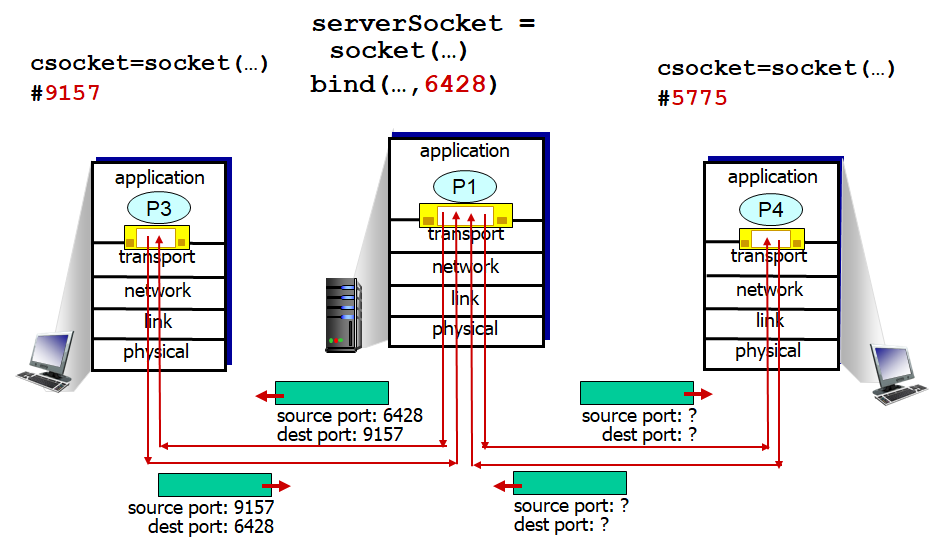 serverSocket =
socket(…)
bind(…,6428)
csocket=socket(…)
#9157
csocket=socket(…)
#5775
application
P3
transport
network
link
physical
application
P1
transport
network
link
physical
application
P4
transport
network
link
physical
source port: 6428
dest port: 9157
source port: ?
dest port: ?
source port: 9157
dest port: 6428
source port: ?
dest port: ?